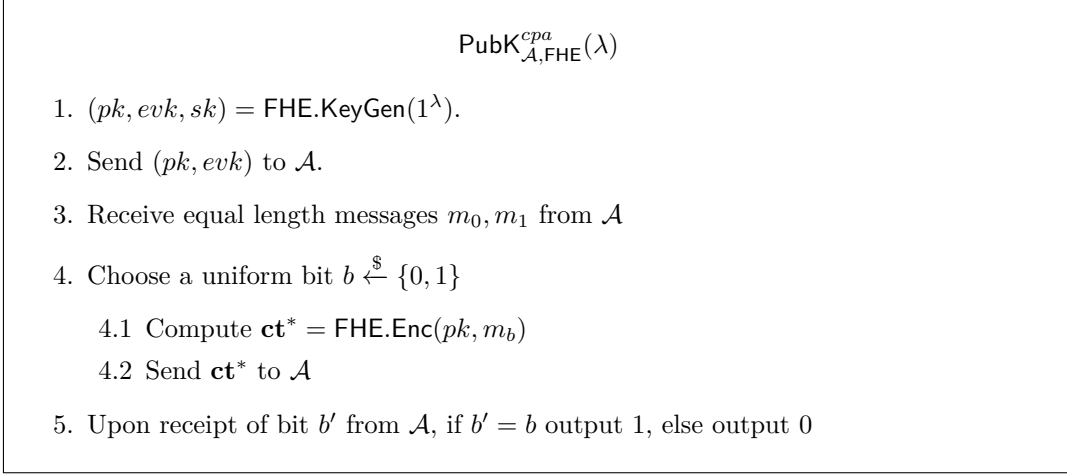 PubK^{cpa}_{𝒜,FHE}(λ)
1. (pk, evk, sk) = FHE.KeyGen(1^λ).
2. Send (pk, evk) to 𝒜.
3. Receive equal length messages m_0, m_1 from 𝒜
4. Choose a uniform bit b ←^$ {0, 1}
4.1 Compute ct* = FHE.Enc(pk, m_b)
4.2 Send ct* to 𝒜
5. Upon receipt of bit b′ from 𝒜, if b′ = b output 1, else output 0